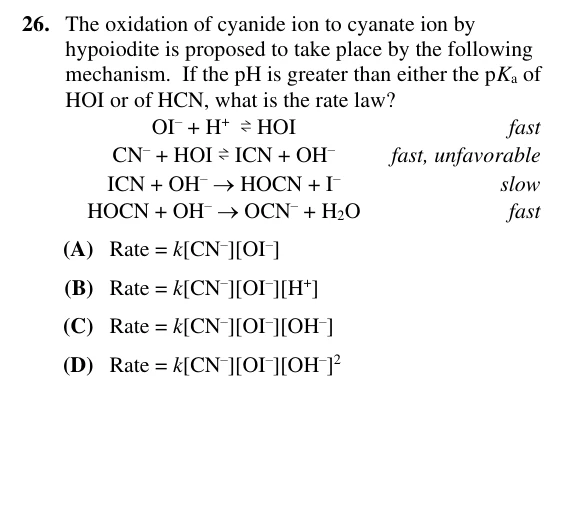 26. The oxidation of cyanide ion to cyanate ion by
hypoiodite is proposed to take place by the following
mechanism. If the pH is greater than either the pKₐ of
HOI or of HCN, what is the rate law?
OI⁻ + H⁺ ⇌ HOI fast
CN⁻ + HOI ⇌ ICN + OH⁻ fast, unfavorable
ICN + OH⁻ → HOCN + I⁻ slow
HOCN + OH⁻ → OCN⁻ + H₂O fast
(A) Rate = k[CN⁻][OI⁻]
(B) Rate = k[CN⁻][OI⁻][H⁺]
(C) Rate = k[CN⁻][OI⁻][OH⁻]
(D) Rate = k[CN⁻][OI⁻][OH⁻]²